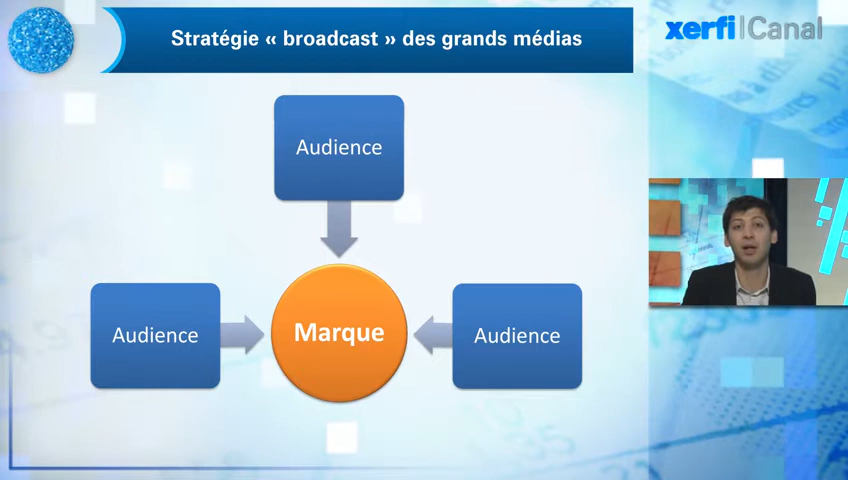 Stratégie « broadcast » des grands médias
xerfi|Canal
Audience
Audience
Marque
Audience